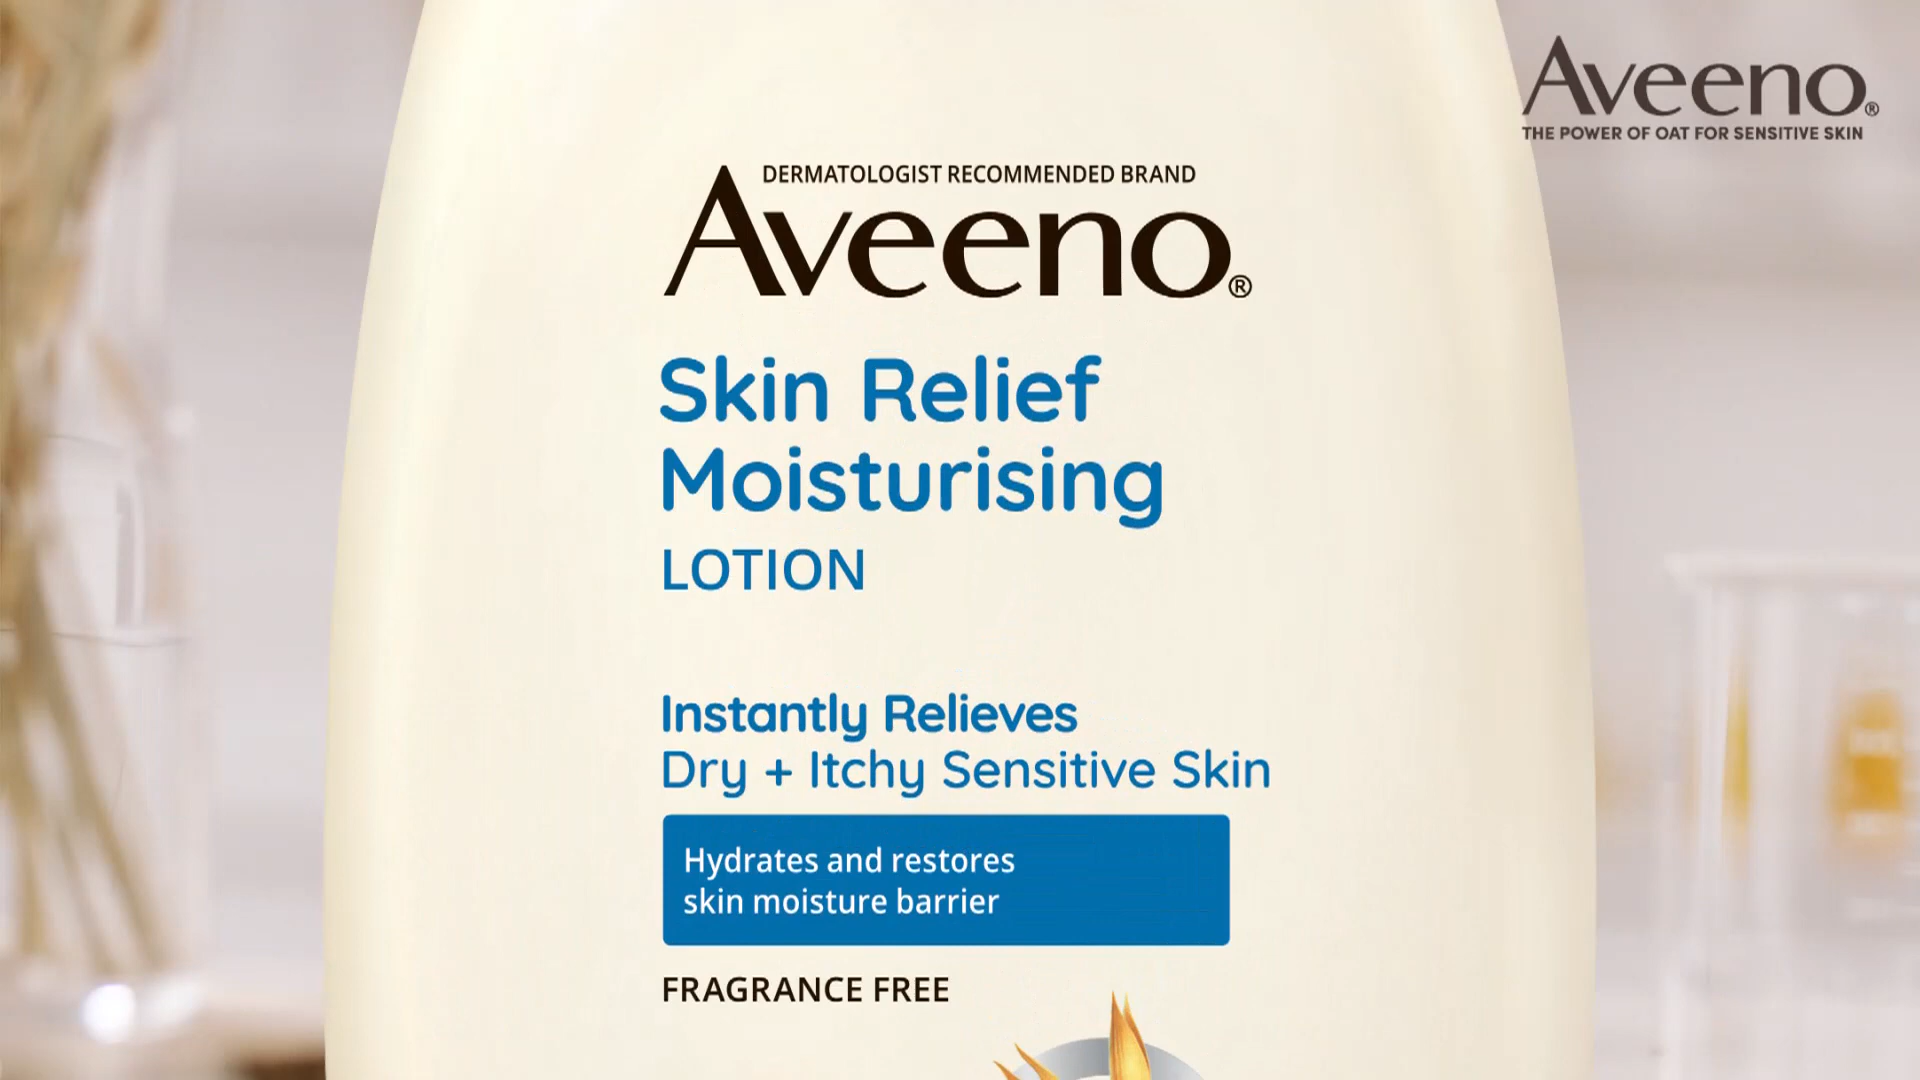 Aveeno®
THE POWER OF OAT FOR SENSITIVE SKIN
DERMATOLOGIST RECOMMENDED BRAND
Aveeno®
Skin Relief
Moisturising
LOTION
Instantly Relieves
Dry + Itchy Sensitive Skin
Hydrates and restores
skin moisture barrier
FRAGRANCE FREE